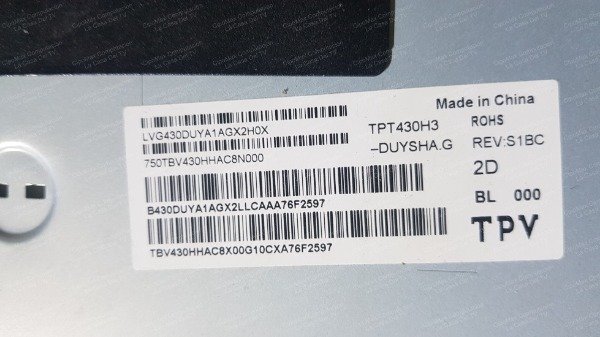 Made in China
LVG430DUYA1AGX2H0X
TPT430H3
ROHS
750TBV430HHAC8N000
-DUYSHA.G
REV:S1BC
2D
B430DUYA1AGX2LLCAAA76F2597
BL 000
TBV430HHAC8X00G10CXA76F2597
TPV